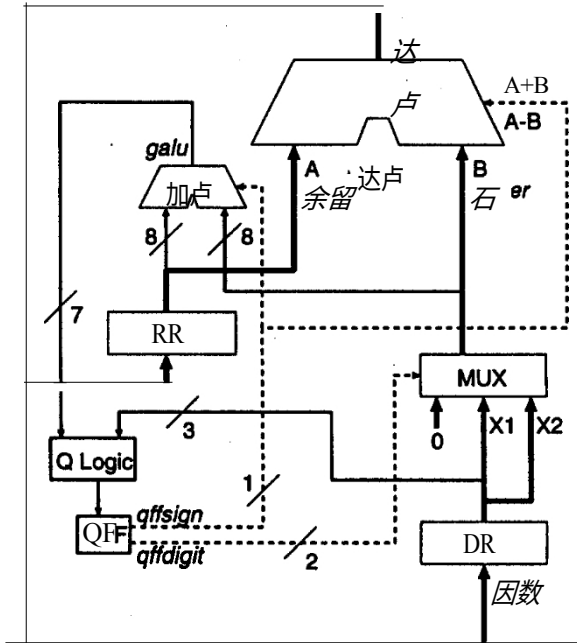 达
卢
A+B
A-B
galu
加卢
A
余留
达卢
B
石 er
8
8
7
RR
MUX
0
X1
X2
3
Q Logic
1
QFF
qffsign
qffdigit
2
DR
因数